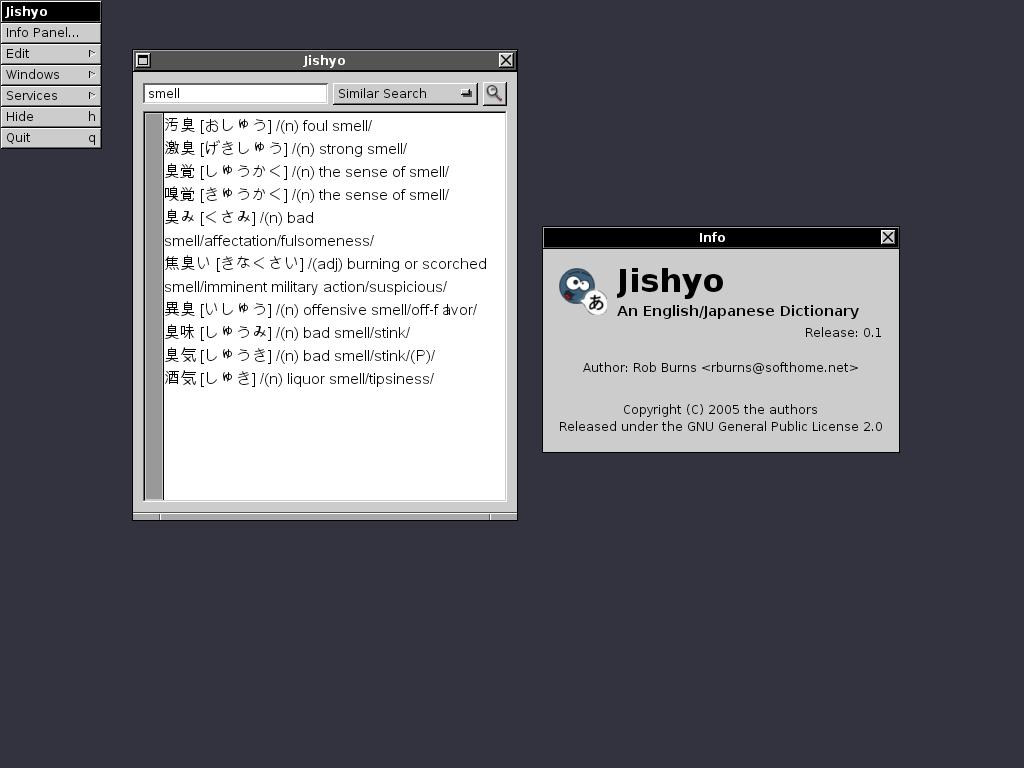 Jishyo
Info Panel...
Edit
Windows
Services
Hide h
Quit q
Jishyo
smell
Similar Search
汚臭 [おしゅう] /(n) foul smell/
激臭 [げきしゅう] /(n) strong smell/
臭覚 [しゅうかく] /(n) the sense of smell/
嗅覚 [きゅうかく] /(n) the sense of smell/
臭み [くさみ] /(n) bad
smell/affectation/fulsomeness/
焦臭い [きなくさい] /(adj) burning or scorched
smell/imminent military action/suspicious/
異臭 [いしゅう] /(n) offensive smell/off-flavor/
臭味 [しゅうみ] /(n) bad smell/stink/
臭気 [しゅうき] /(n) bad smell/stink/(P)/
酒気 [しゅき] /(n) liquor smell/tipsiness/
Info
あ
Jishyo
An English/Japanese Dictionary
Release: 0.1
Author: Rob Burns <rburns@softhome.net>
Copyright (C) 2005 the authors
Released under the GNU General Public License 2.0